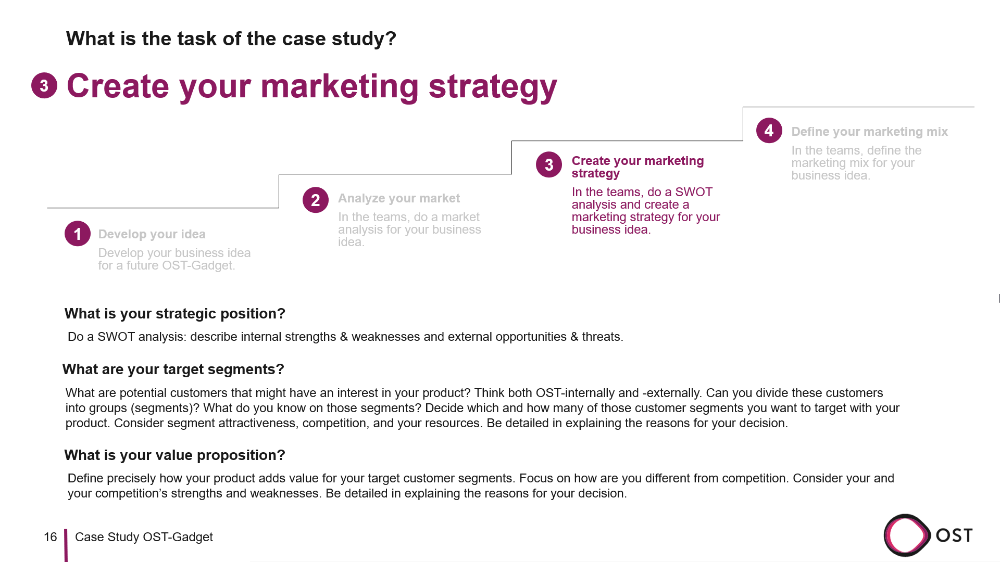 What is the task of the case study?
3 Create your marketing strategy
1 Develop your idea
Develop your business idea
for a future OST-Gadget.
2 Analyze your market
In the teams, do a market
analysis for your business
idea.
3 Create your marketing
strategy
In the teams, do a SWOT
analysis and create a
marketing strategy for your
business idea.
4 Define your marketing mix
In the teams, define the
marketing mix for your
business idea.
What is your strategic position?
Do a SWOT analysis: describe internal strengths & weaknesses and external opportunities & threats.
What are your target segments?
What are potential customers that might have an interest in your product? Think both OST-internally and -externally. Can you divide these customers
into groups (segments)? What do you know on those segments? Decide which and how many of those customer segments you want to target with your
product. Consider segment attractiveness, competition, and your resources. Be detailed in explaining the reasons for your decision.
What is your value proposition?
Define precisely how your product adds value for your target customer segments. Focus on how are you different from competition. Consider your and
your competition’s strengths and weaknesses. Be detailed in explaining the reasons for your decision.
16 Case Study OST-Gadget
OST